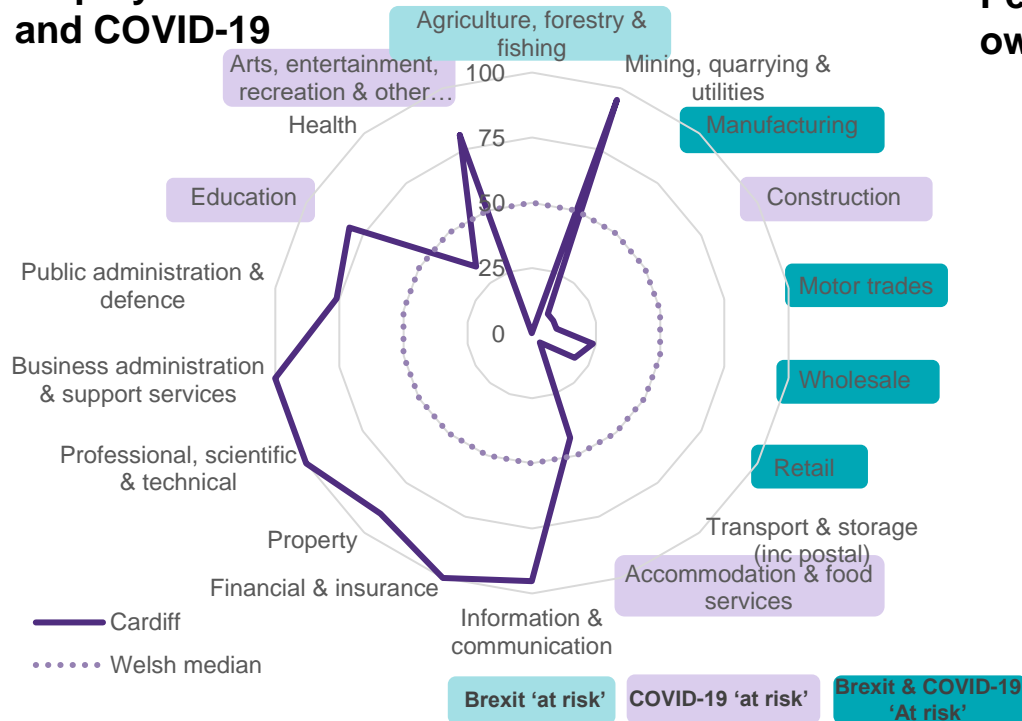 and COVID-19
Agriculture, forestry &
fishing
Arts, entertainment,
recreation & other…
Mining, quarrying &
utilities
Health
Manufacturing
Education
Construction
Public administration &
defence
Motor trades
Business administration
& support services
Wholesale
Professional, scientific
& technical
Retail
Property
Transport & storage
(inc postal)
Financial & insurance
Accommodation & food
services
Information &
communication
100
75
50
25
0
Cardiff
Welsh median
Brexit ‘at risk’
COVID-19 ‘at risk’
Brexit & COVID-19
‘At risk’